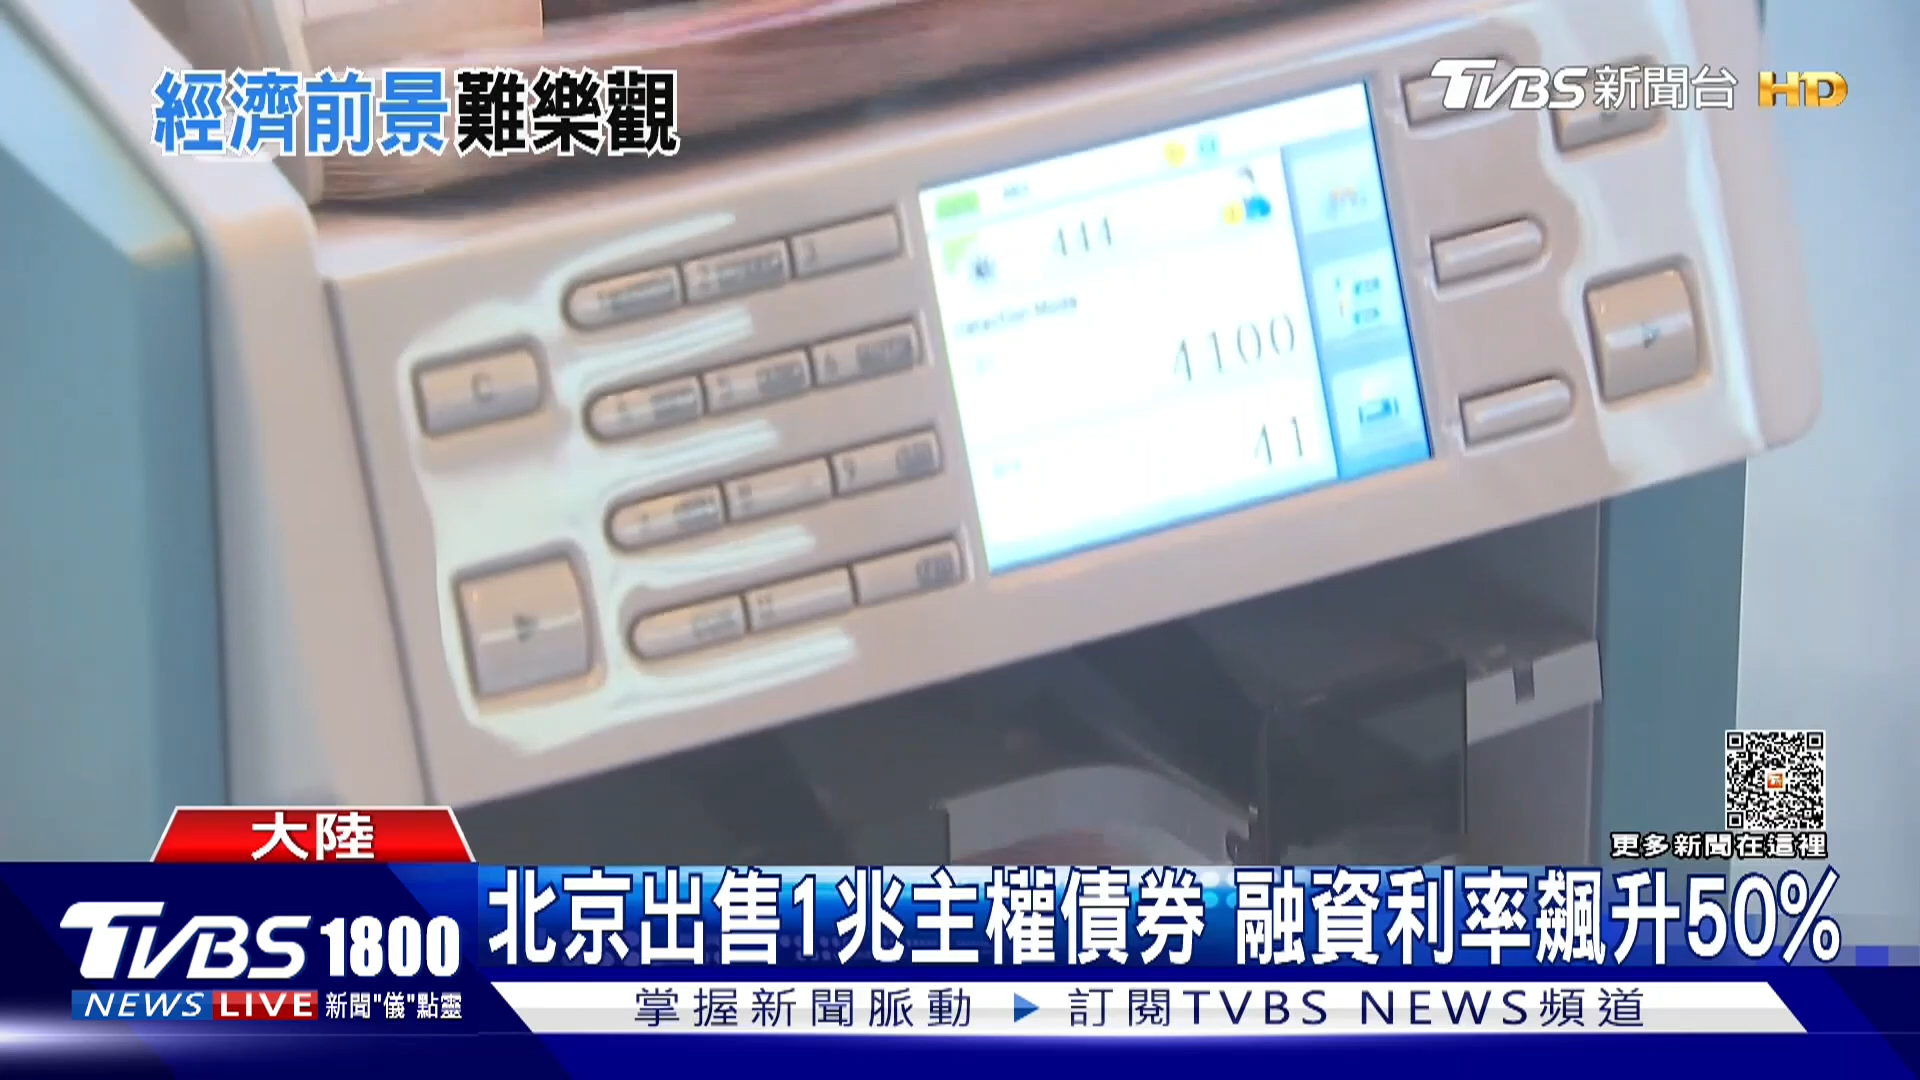 經濟前景難樂觀
TVBS新聞台 HD
444
Detection Mode
4100
41
C
更多新聞在這裡
大陸
北京出售1兆主權債券 融資利率飆升50%
TVBS 1800
NEWS LIVE 新聞"儀"點靈
掌握新聞脈動 ▶ 訂閱TVBS NEWS頻道